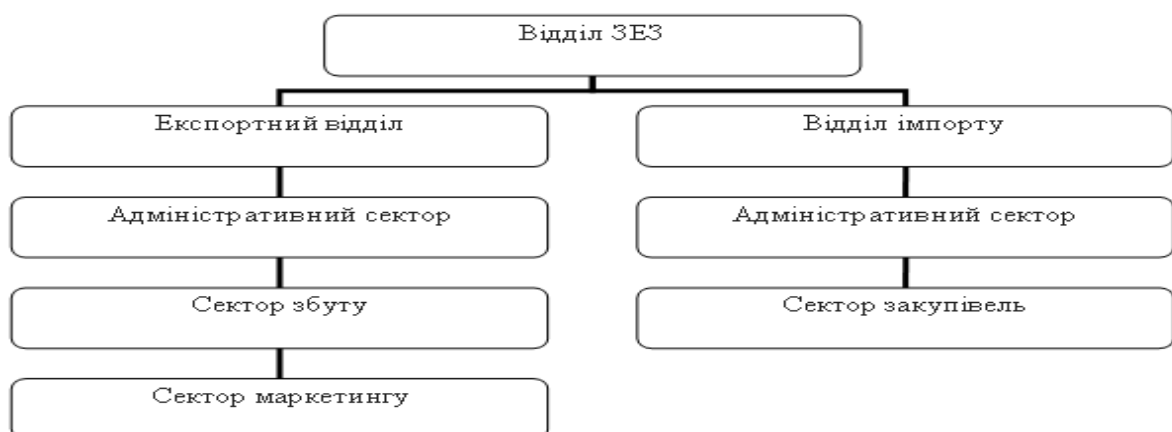 Відділ ЗЕЗ
Експортний відділ
Відділ імпорту
Адміністративний сектор
Адміністративний сектор
Сектор збуту
Сектор закупівель
Сектор маркетингу